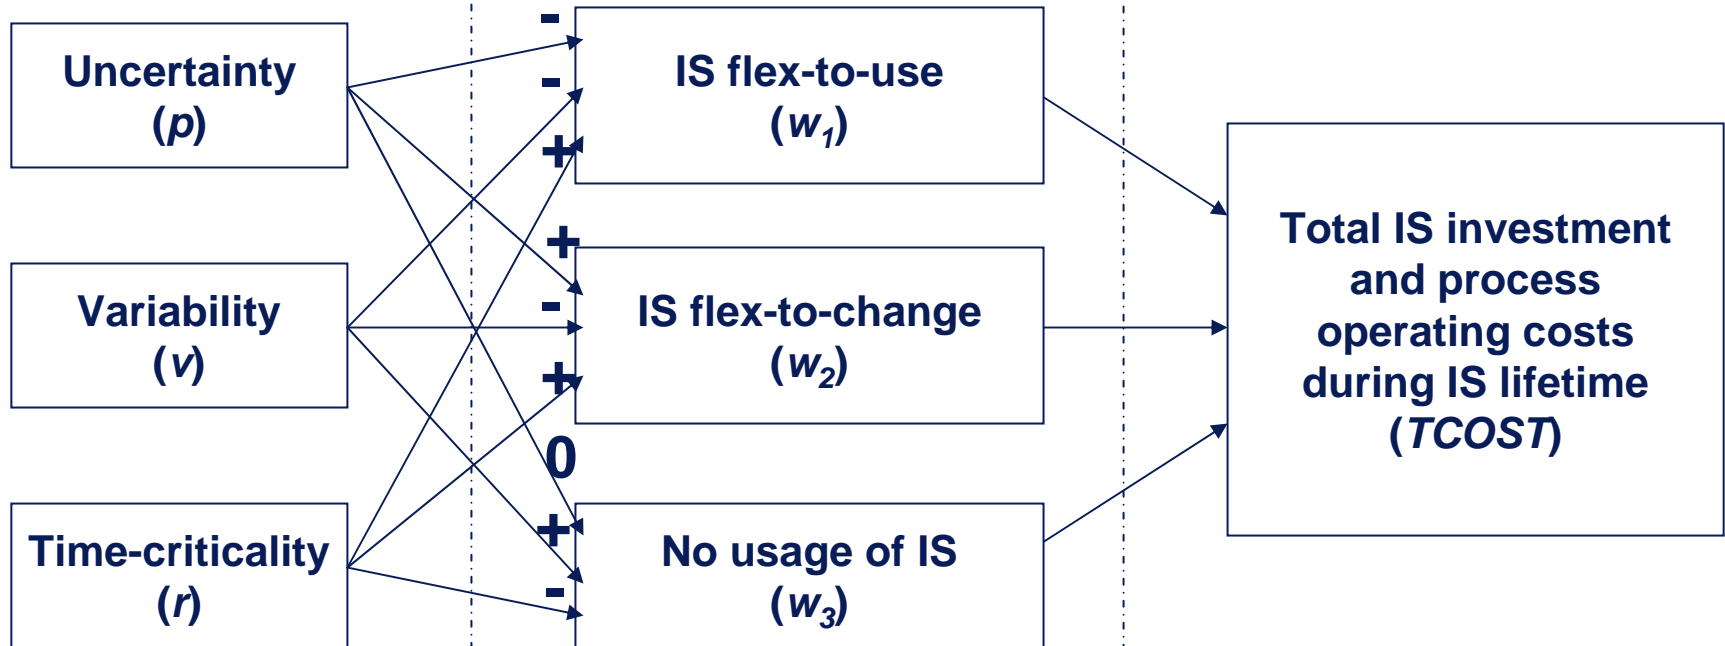 Uncertainty
(p)
Variability
(v)
Time-criticality
(r)
-
-
+
+
-
+
0
+
-
IS flex-to-use
(w1)
IS flex-to-change
(w2)
No usage of IS
(w3)
Total IS investment
and process
operating costs
during IS lifetime
(TCOST)